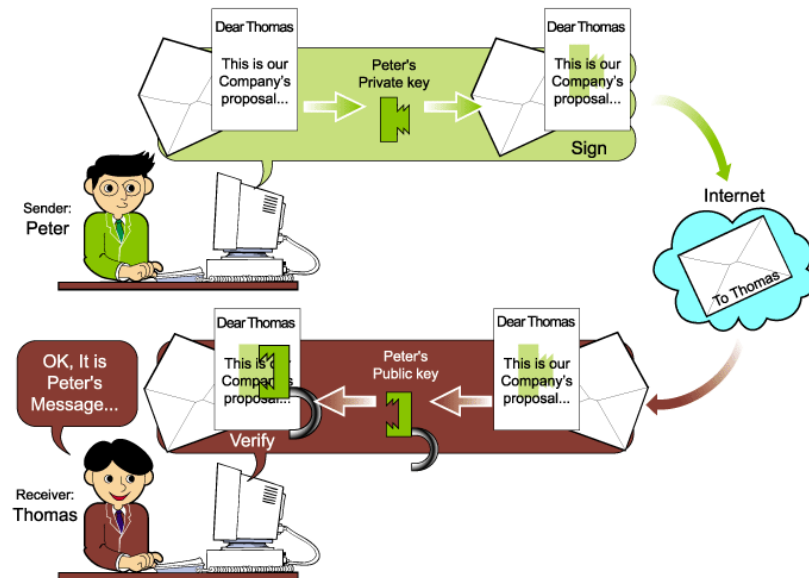 Dear Thomas
This is our
Company's
proposal...
Peter's
Private key
Dear Thomas
This is our
Company's
proposal...
Sign
Sender:
Peter
Internet
To Thomas
Dear Thomas
This is our
Company's
proposal...
Peter's
Public key
Dear Thomas
This is our
Company's
proposal...
Verify
OK, It is
Peter's
Message...
Receiver:
Thomas